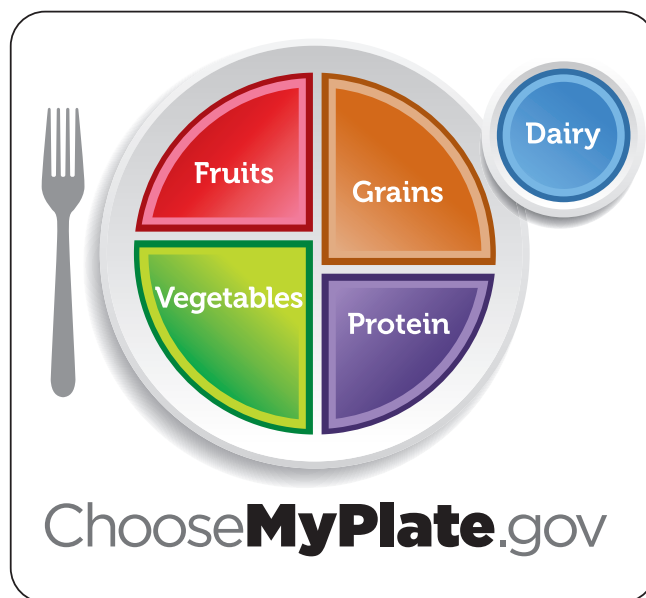 Fruits
Grains
Dairy
Vegetables
Protein
ChooseMyPlate.gov